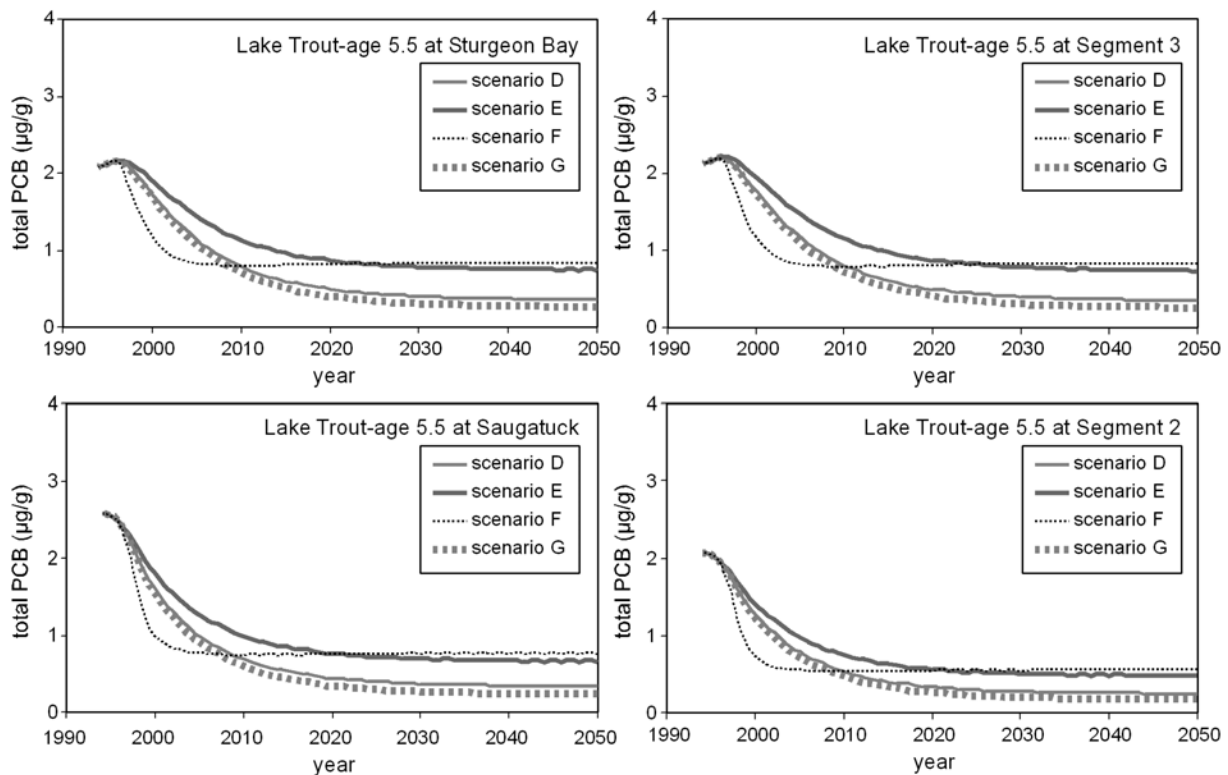 Lake Trout-age 5.5 at Sturgeon Bay
scenario D
scenario E
scenario F
scenario G
total PCB (µg/g)
4
3
2
1
0
1990 2000 2010 2020 2030 2040 2050
year
Lake Trout-age 5.5 at Segment 3
scenario D
scenario E
scenario F
scenario G
total PCB (µg/g)
4
3
2
1
0
1990 2000 2010 2020 2030 2040 2050
year
Lake Trout-age 5.5 at Saugatuck
scenario D
scenario E
scenario F
scenario G
total PCB (µg/g)
4
3
2
1
0
1990 2000 2010 2020 2030 2040 2050
year
Lake Trout-age 5.5 at Segment 2
scenario D
scenario E
scenario F
scenario G
total PCB (µg/g)
4
3
2
1
0
1990 2000 2010 2020 2030 2040 2050
year